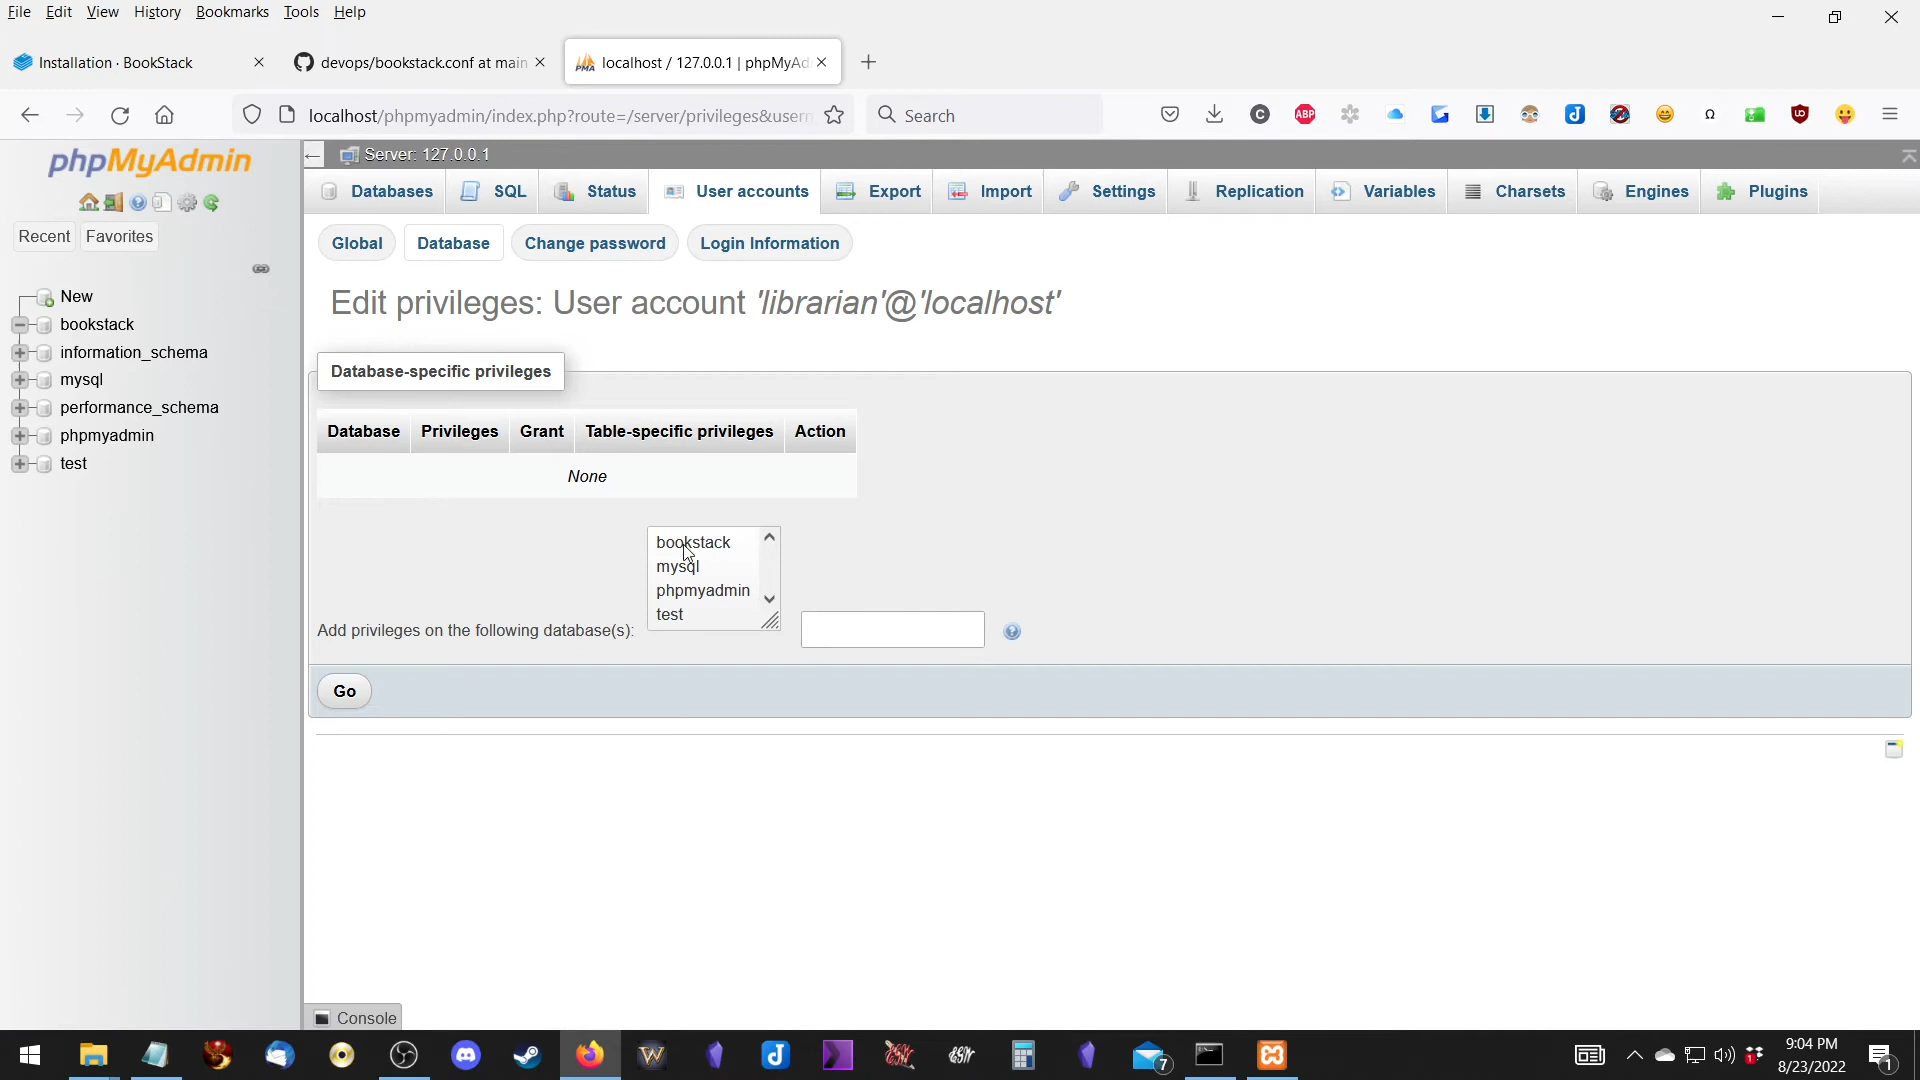 File Edit View History Bookmarks Tools Help
Installation · BookStack
devops/bookstack.conf at main
localhost / 127.0.0.1 | phpMyAd
localhost/phpmyadmin/index.php?route=/server/privileges&usern
Search
phpMyAdmin
Server: 127.0.0.1
Databases SQL Status User accounts Export Import Settings Replication Variables Charsets Engines Plugins
Recent Favorites
Global Database Change password Login Information
New
bookstack
information_schema
mysql
performance_schema
phpmyadmin
test
Edit privileges: User account 'librarian'@'localhost'
Database-specific privileges
Database Privileges Grant Table-specific privileges Action
None
bookstack
mysql
phpmyadmin
test
Add privileges on the following database(s):
Go
Console
7
9:04 PM
8/23/2022
1